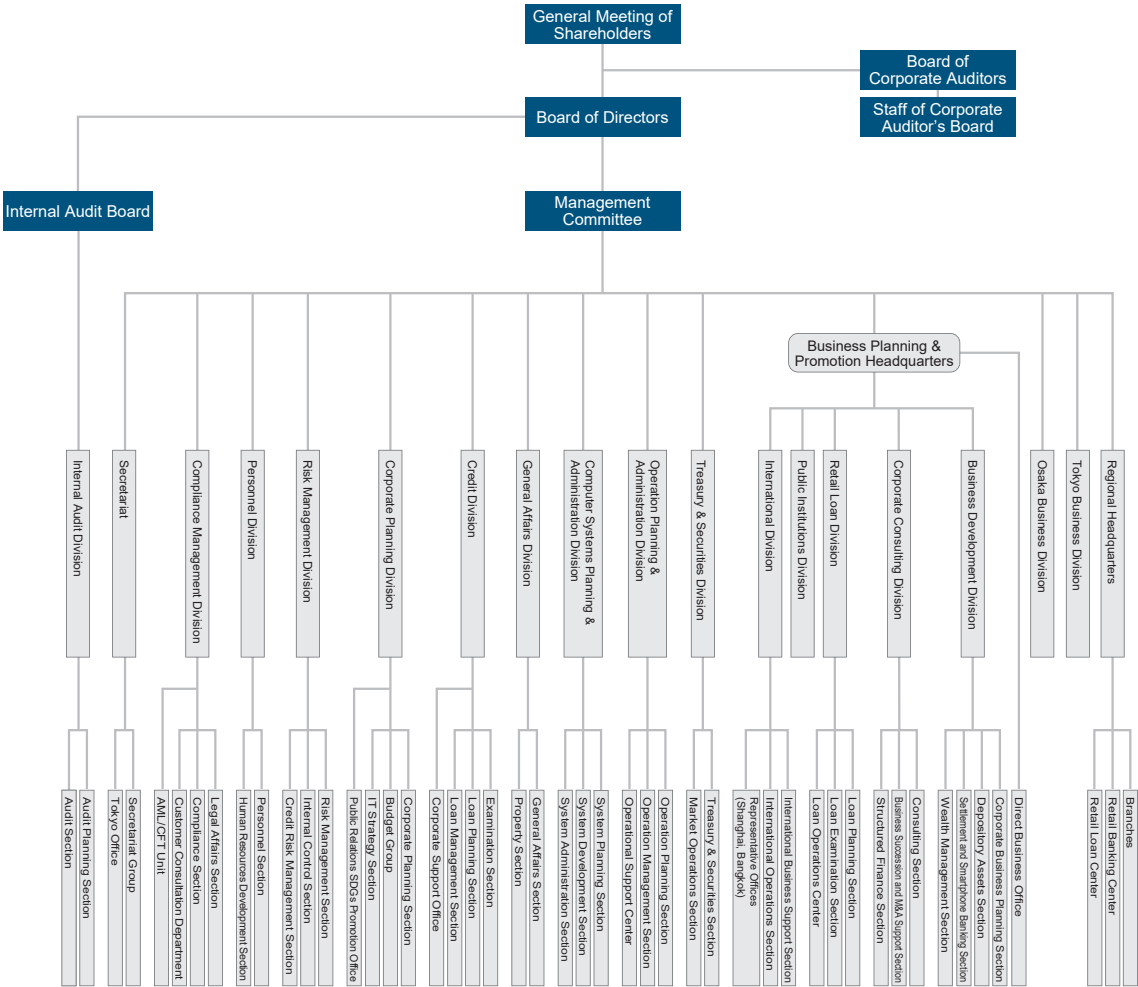 General Meeting of
Shareholders
Board of
Corporate Auditors
Staff of Corporate
Auditor's Board
Board of Directors
Internal Audit Board
Management
Committee
Business Planning &
Promotion Headquarters
Internal Audit Division
Secretariat
Compliance Management Division
Personnel Division
Risk Management Division
Corporate Planning Division
Credit Division
General Affairs Division
Computer Systems Planning &
Administration Division
Operation Planning &
Administration Division
Treasury & Securities Division
International Division
Public Institutions Division
Retail Loan Division
Corporate Consulting Division
Business Development Division
Osaka Business Division
Tokyo Business Division
Regional Headquarters
Audit Section
Audit Planning Section
Tokyo Office
Secretariat Group
AML/CFT Unit
Customer Consultation Department
Compliance Section
Legal Affairs Section
Human Resources Development Section
Personnel Section
Credit Risk Management Section
Internal Control Section
Risk Management Section
Public Relations SDGs Promotion Office
IT Strategy Section
Budget Group
Corporate Planning Section
Corporate Support Office
Loan Management Section
Loan Planning Section
Examination Section
Property Section
General Affairs Section
System Administration Section
System Development Section
System Planning Section
Operational Support Center
Operation Management Section
Operation Planning Section
Market Operations Section
Treasury & Securities Section
Representative Offices
(Shanghai, Bangkok)
International Operations Section
International Business Support Section
Loan Operations Center
Loan Examination Section
Loan Planning Section
Structured Finance Section
Business Succession and M&A Support Section
Consulting Section
Wealth Management Section
Settlement and Smartphone Banking Section
Depository Assets Section
Corporate Business Planning Section
Direct Business Office
Retail Loan Center
Retail Banking Center
Branches